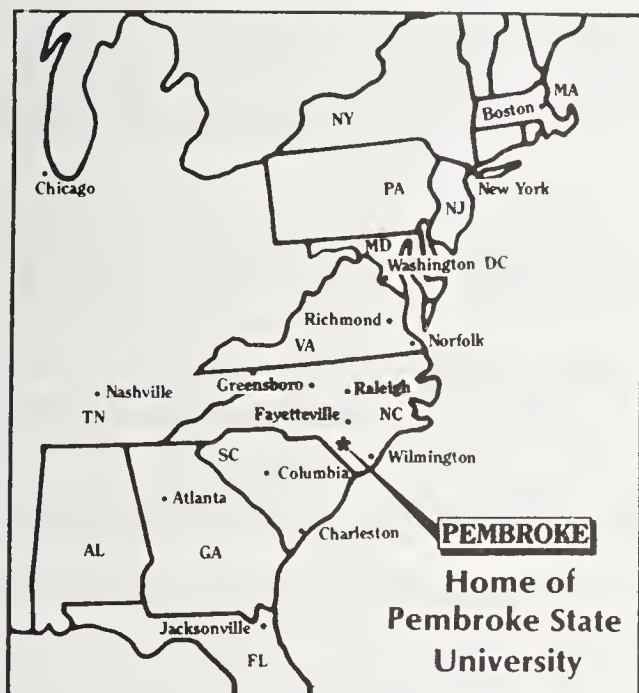 MA
Boston
NY
Chicago
PA
New York
NJ
MD
Washington DC
Richmond
VA
Norfolk
Greensboro
Raleigh
Nashville
TN
Fayetteville
NC
SC
Wilmington
Columbia
Atlanta
Charleston
PEMBROKE
AL
GA
Home of
Pembroke State
University
Jacksonville
FL